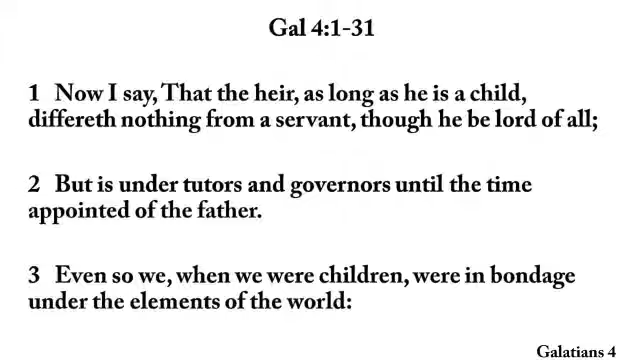 Gal 4:1-31
1 Now I say, That the heir, as long as he is a child,
differeth nothing from a servant, though he be lord of all;
2 But is under tutors and governors until the time
appointed of the father.
3 Even so we, when we were children, were in bondage
under the elements of the world:
Galatians 4